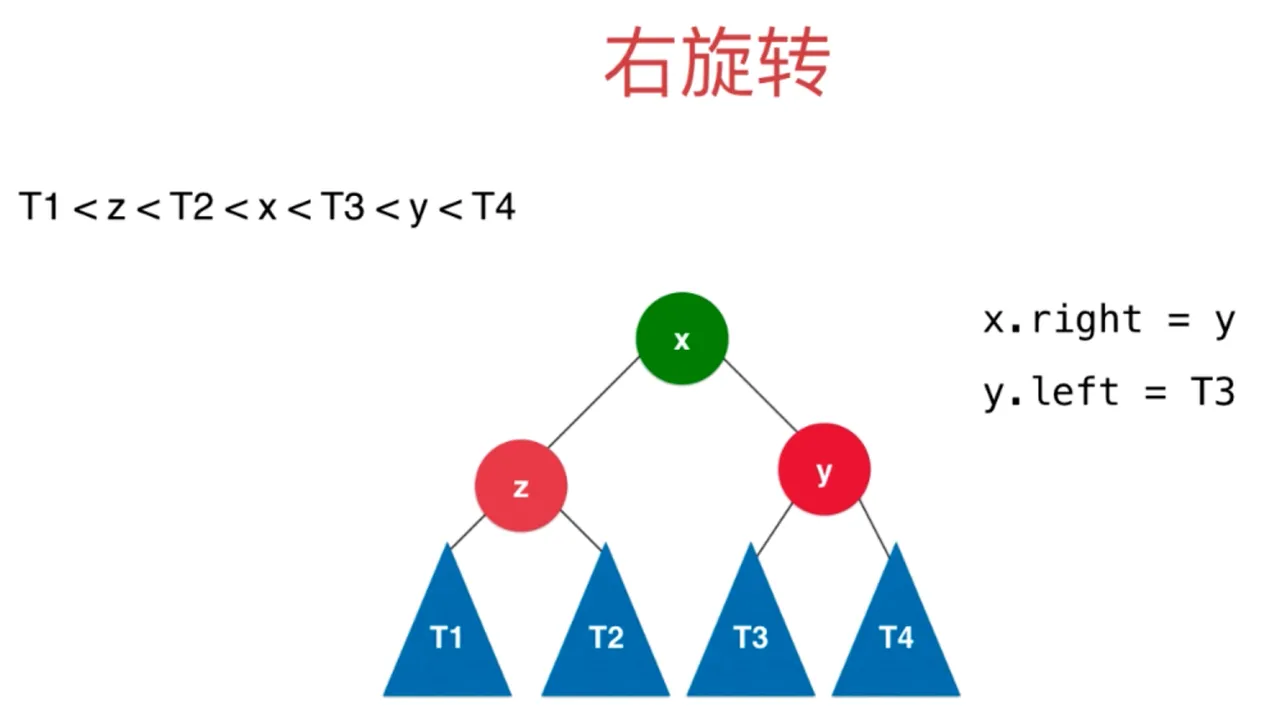 右旋转
T1 < z < T2 < x < T3 < y < T4
x.right = y
y.left = T3
x
z
y
T1
T2
T3
T4